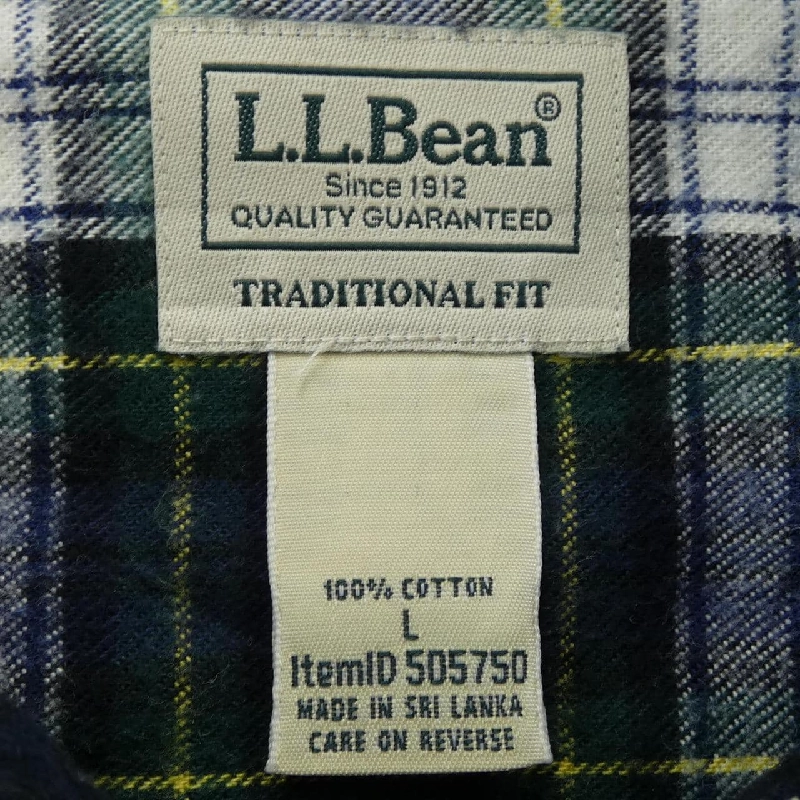 L.L.Bean®
Since 1912
QUALITY GUARANTEED
TRADITIONAL FIT
100% COTTON
L
ItemID 505750
MADE IN SRI LANKA
CARE ON REVERSE